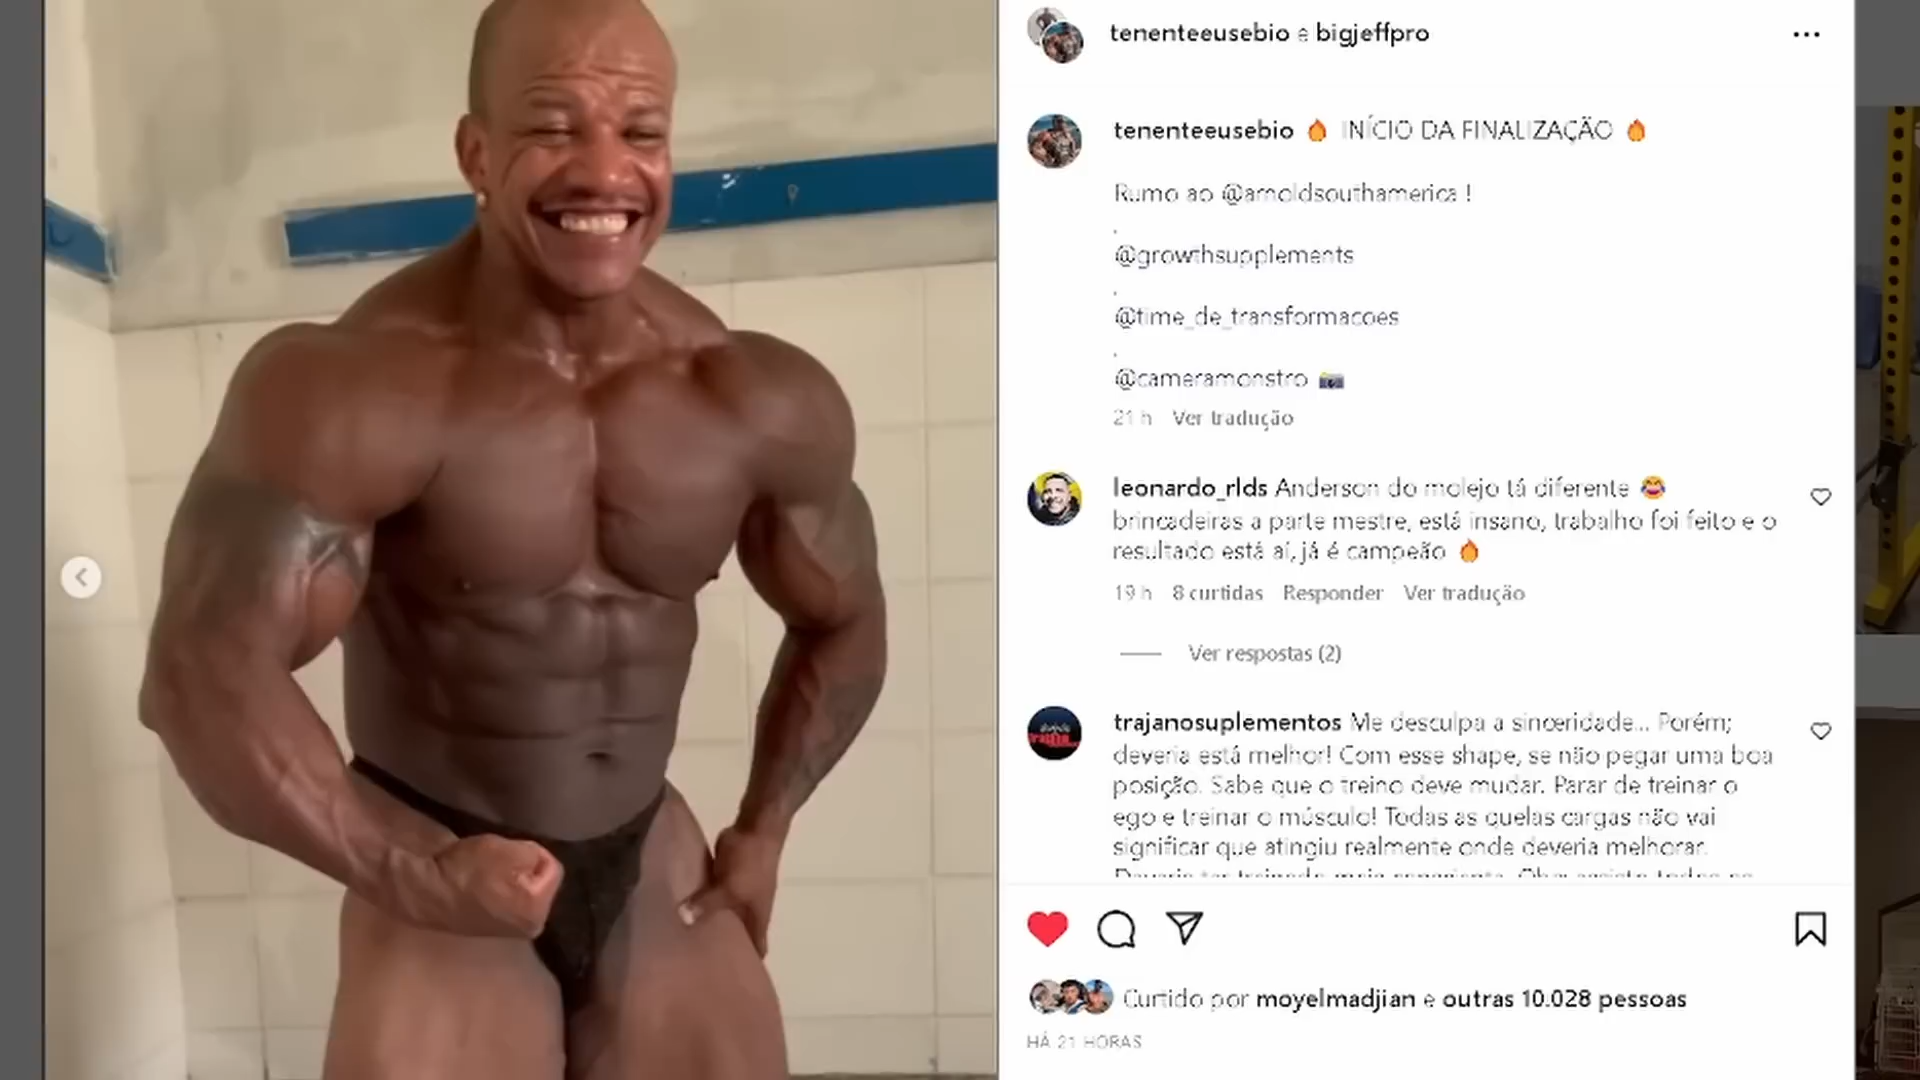 tenenteeusebio e bigjeffpro
tenenteeusebio 🔥 INÍCIO DA FINALIZAÇÃO 🔥
Rumo ao @arnoldsouthamerica !
.
@growthsupplements
.
@time_de_transformacoes
.
@cameramonstro 📷
21 h Ver tradução
leonardo_rlds Anderson do molejo tá diferente 😂
brincadeiras a parte mestre, está insano, trabalho foi feito e o
resultado está aí, já é campeão 🔥
19 h 8 curtidas Responder Ver tradução
Ver respostas (2)
trajanosuplementos Me desculpa a sinceridade... Porém;
deveria está melhor! Com esse shape, se não pegar uma boa
posição. Sabe que o treino deve mudar. Parar de treinar o
ego e treinar o músculo! Todas as quelas cargas não vai
significar que atingiu realmente onde deveria melhorar.
Curtido por moyelmadjian e outras 10.028 pessoas
HÁ 21 HORAS